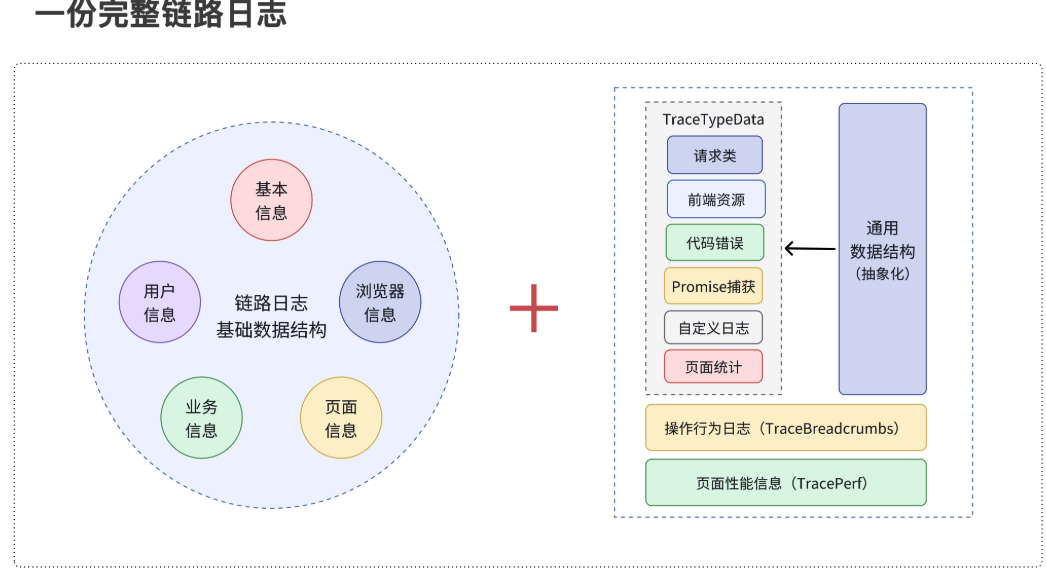 一份完整链路日志
基本
信息
用户
信息
链路日志
基础数据结构
浏览器
信息
业务
信息
页面
信息
TraceTypeData
请求类
前端资源
代码错误
Promise捕获
自定义日志
页面统计
通用
数据结构
（抽象化）
操作行为日志（TraceBreadcrumbs）
页面性能信息（TracePerf）